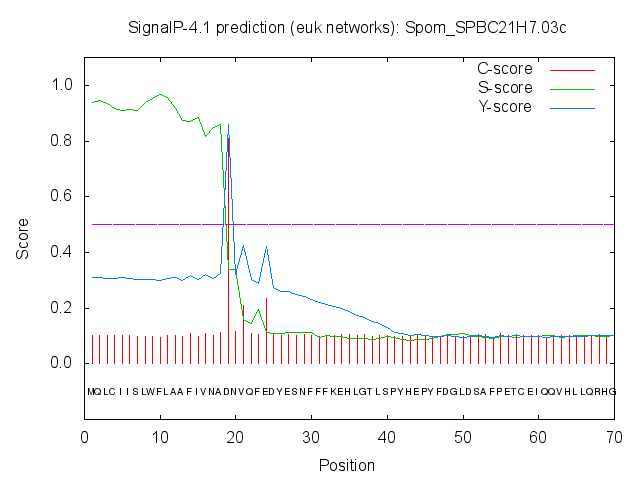 SignalP-4.1 prediction (euk networks): Spom_SPBC21H7.03c
C-score
S-score
Y-score
1.0
0.8
0.6
0.4
0.2
0.0
Score
MQLCIISLWFLAAFIVNADNVQFEDYESNFFFKEHLGTLSPYHEPYFDGLDSAFPETCEIQQVHLLQRHG
0 10 20 30 40 50 60 70
Position